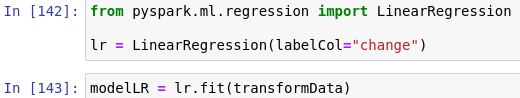 In [142]: from pyspark.ml.regression import LinearRegression
lr = LinearRegression(labelCol="change")
In [143]: modelLR = lr.fit(transformData)